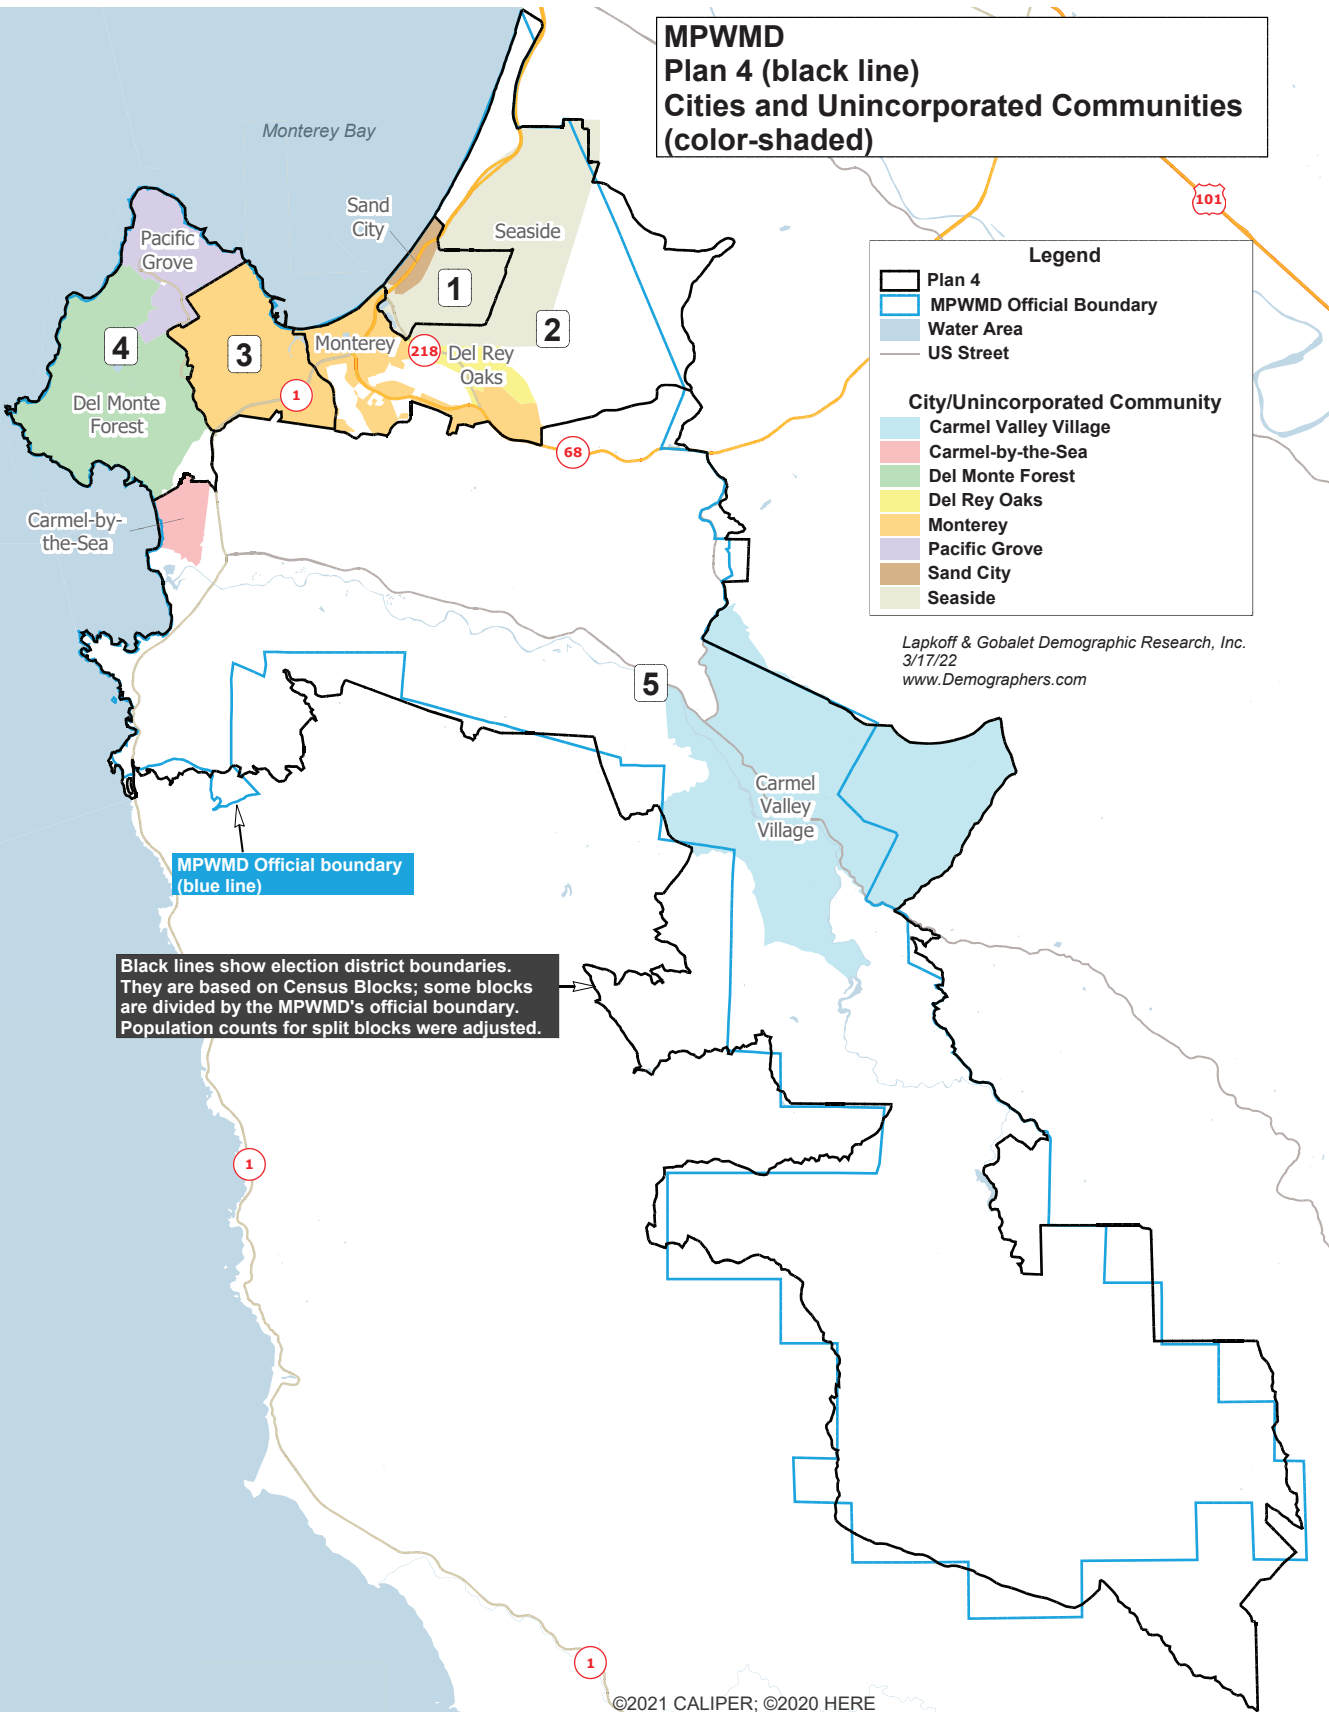 MPWMD
Plan 4 (black line)
Cities and Unincorporated Communities
(color-shaded)
Monterey Bay
101
Sand
City
Seaside
Pacific
Grove
Legend
Plan 4
MPWMD Official Boundary
Water Area
US Street
City/Unincorporated Community
Carmel Valley Village
Carmel-by-the-Sea
Del Monte Forest
Del Rey Oaks
Monterey
Pacific Grove
Sand City
Seaside
1
2
3
4
Monterey
218
Del Rey
Oaks
1
Del Monte
Forest
68
Carmel-by-
the-Sea
Lapkoff & Gobalet Demographic Research, Inc.
3/17/22
www.Demographers.com
5
Carmel
Valley
Village
MPWMD Official boundary
(blue line)
Black lines show election district boundaries.
They are based on Census Blocks; some blocks
are divided by the MPWMD's official boundary.
Population counts for split blocks were adjusted.
1
1
©2021 CALIPER; ©2020 HERE